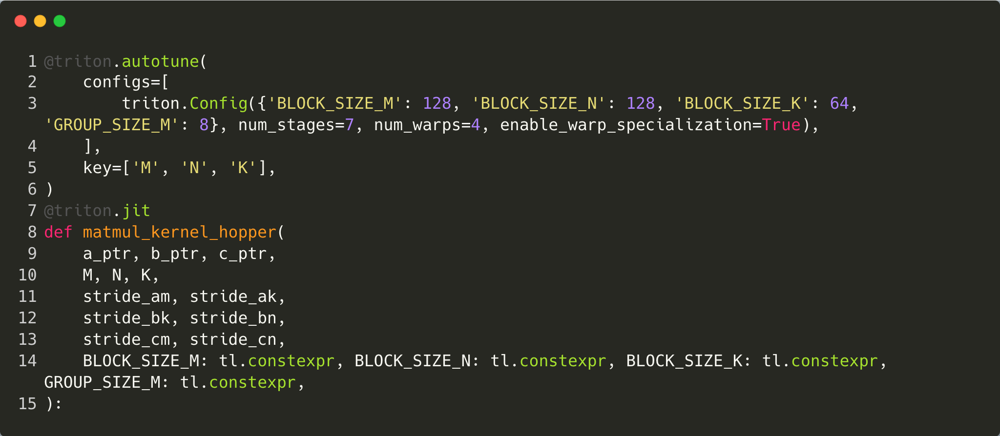 1 @triton.autotune(
2     configs=[
3         triton.Config({'BLOCK_SIZE_M': 128, 'BLOCK_SIZE_N': 128, 'BLOCK_SIZE_K': 64,
'GROUP_SIZE_M': 8}, num_stages=7, num_warps=4, enable_warp_specialization=True),
4     ],
5     key=['M', 'N', 'K'],
6 )
7 @triton.jit
8 def matmul_kernel_hopper(
9     a_ptr, b_ptr, c_ptr,
10     M, N, K,
11     stride_am, stride_ak,
12     stride_bk, stride_bn,
13     stride_cm, stride_cn,
14     BLOCK_SIZE_M: tl.constexpr, BLOCK_SIZE_N: tl.constexpr, BLOCK_SIZE_K: tl.constexpr,
GROUP_SIZE_M: tl.constexpr,
15 ):